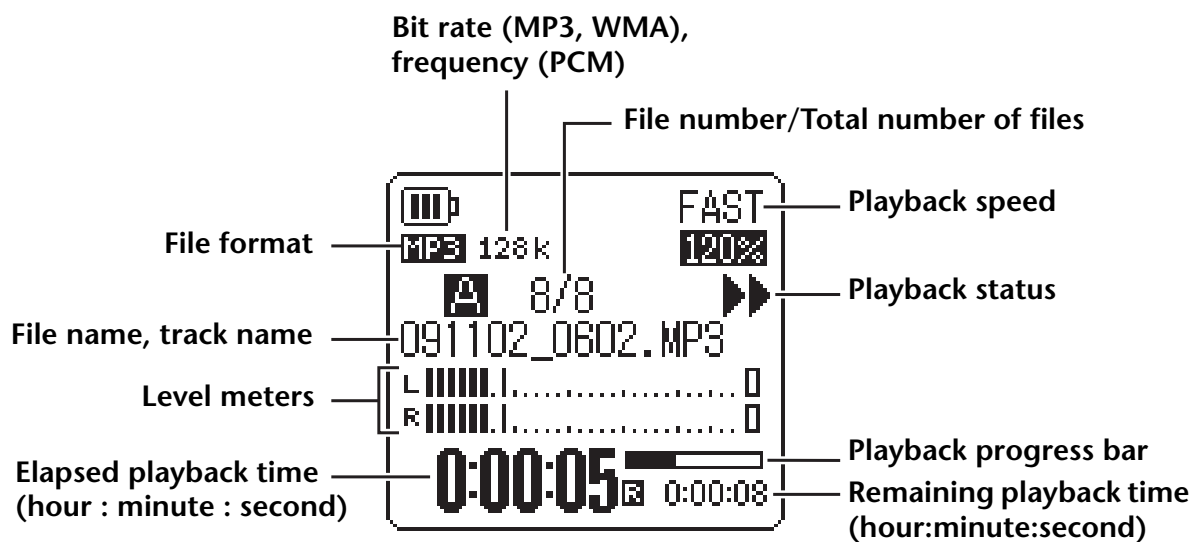 Bit rate (MP3, WMA),
frequency (PCM)
File number/Total number of files
FAST
Playback speed
File format
MP3 128k
120%
A 8/8
Playback status
File name, track name
091102_0602.MP3
Level meters
L
R
Elapsed playback time
(hour : minute : second)
0:00:05
Playback progress bar
R 0:00:08
Remaining playback time
(hour:minute:second)